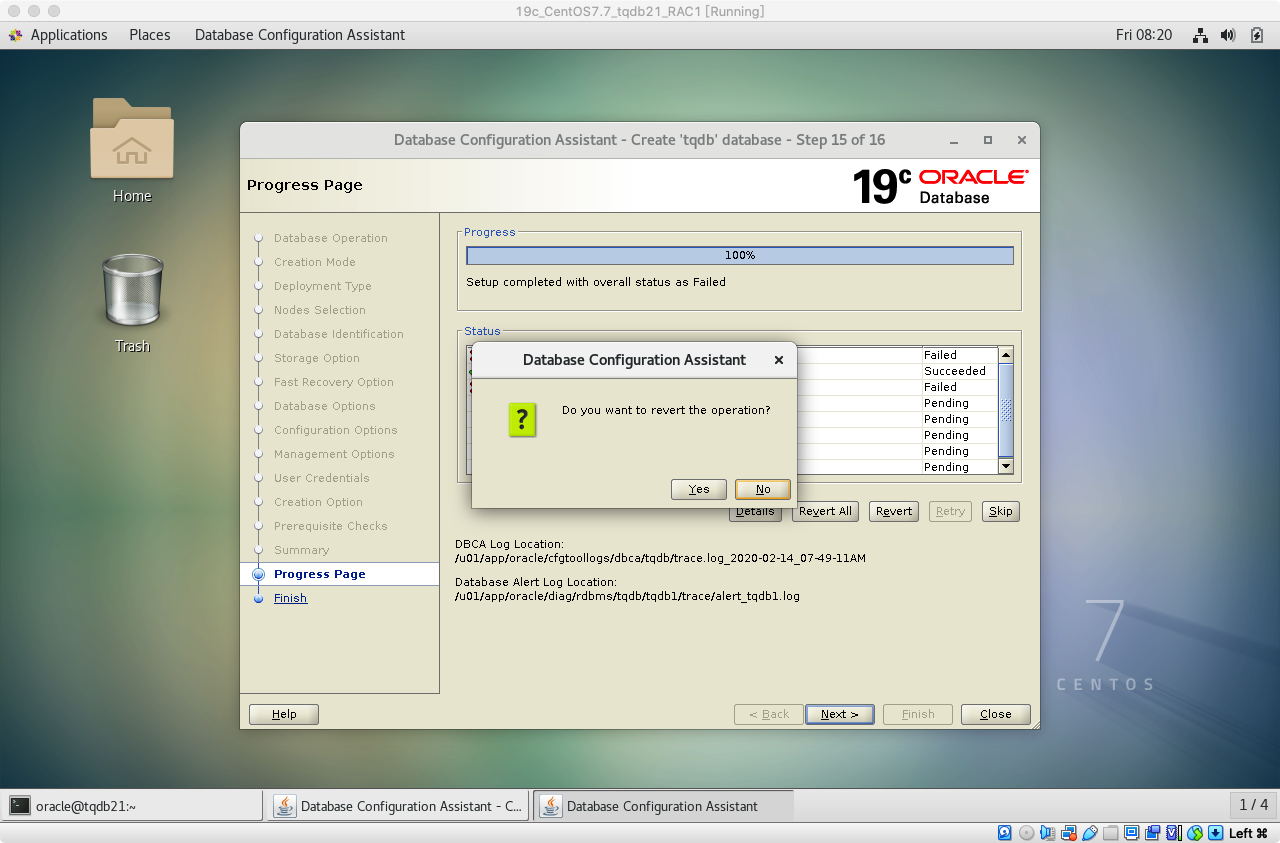 19c_CentOS7.7_tqdb21_RAC1 [Running]
Applications Places Database Configuration Assistant Fri 08:20
Home
Trash
Database Configuration Assistant - Create 'tqdb' database - Step 15 of 16
Progress Page
19c ORACLE Database
Database Operation
Creation Mode
Deployment Type
Nodes Selection
Database Identification
Storage Option
Fast Recovery Option
Database Options
Configuration Options
Management Options
User Credentials
Creation Option
Prerequisite Checks
Summary
Progress Page
Finish
Progress
100%
Setup completed with overall status as Failed
Status
Failed
Succeeded
Failed
Pending
Pending
Pending
Pending
Pending
Database Configuration Assistant
?
Do you want to revert the operation?
Yes No
Details Revert All Revert Retry Skip
DBCA Log Location:
/u01/app/oracle/cfgtoollogs/dbca/tqdb/trace.log_2020-02-14_07-49-11AM
Database Alert Log Location:
/u01/app/oracle/diag/rdbms/tqdb/tqdb1/trace/alert_tqdb1.log
Help < Back Next > Finish Close
7
CENTOS
oracle@tqdb21:~ Database Configuration Assistant - C... Database Configuration Assistant 1 / 4
Left ⌘